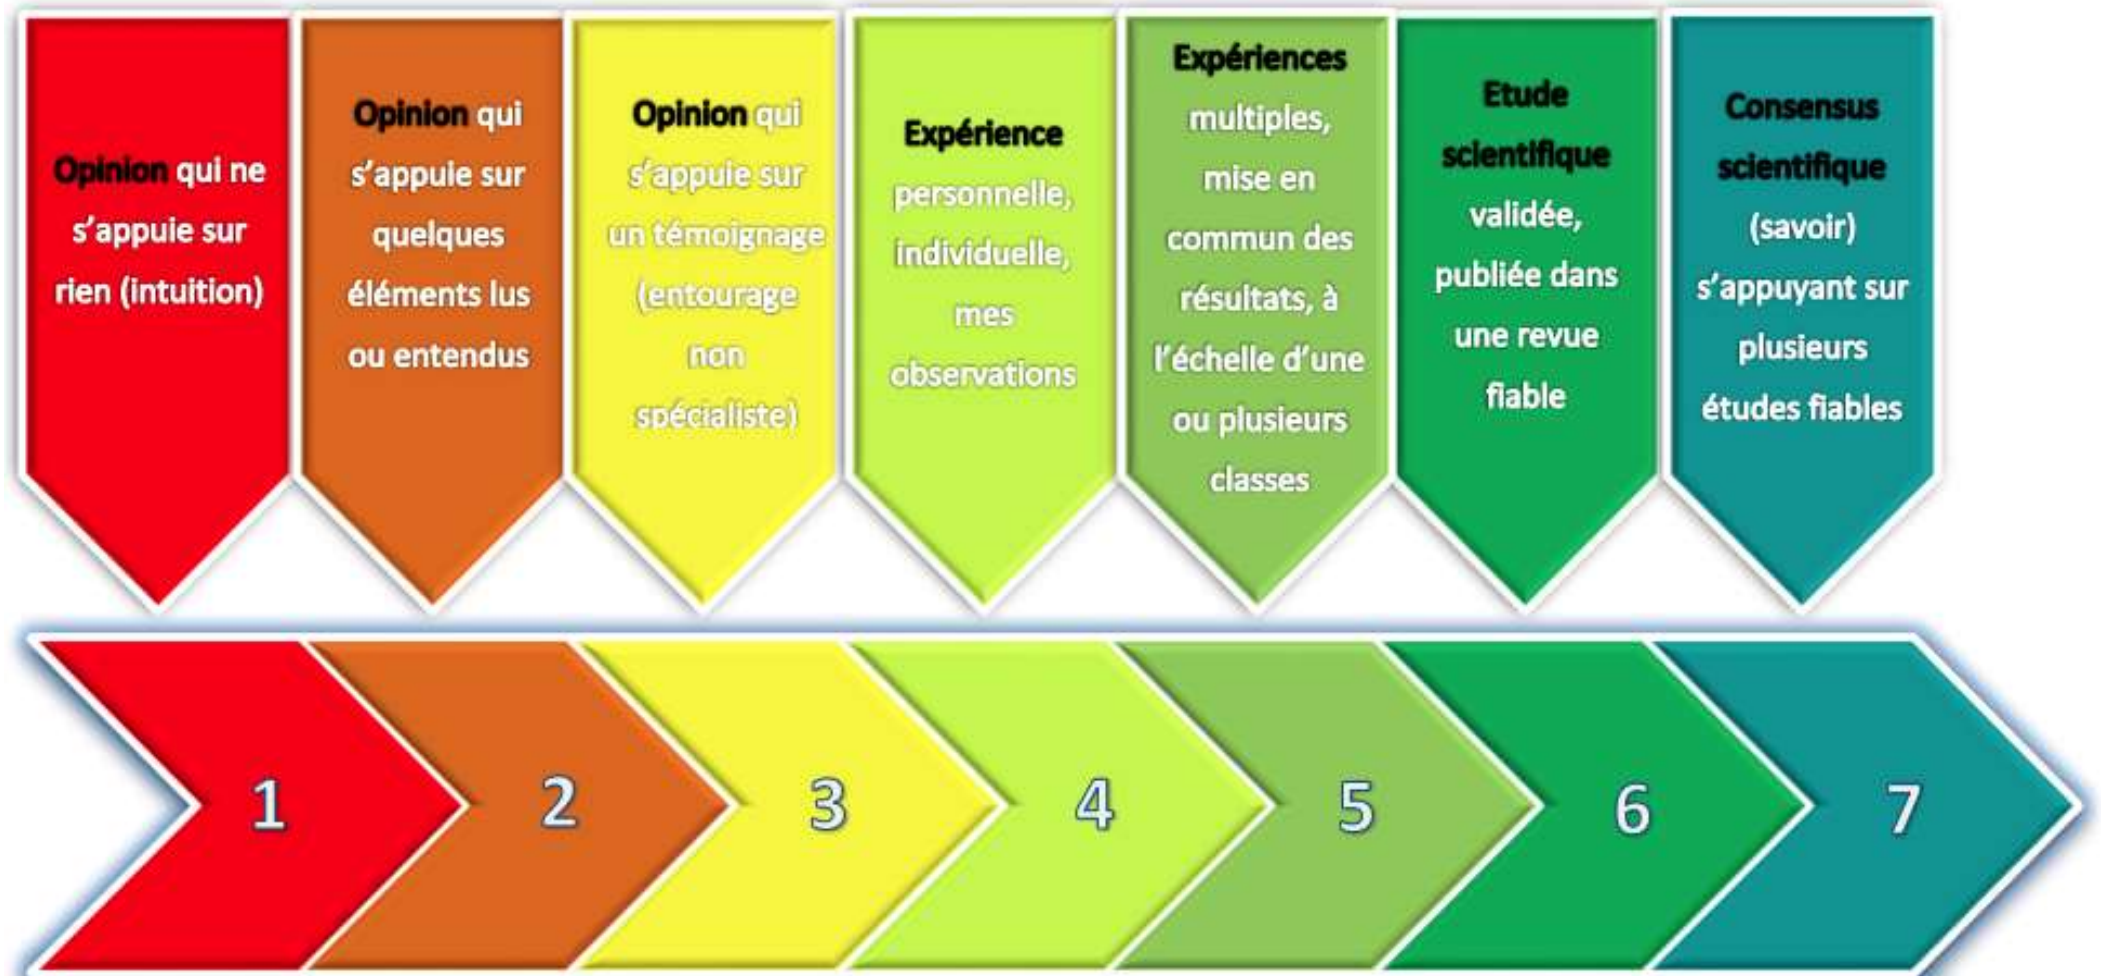 Opinion qui ne
s'appuie sur
rien (intuition)
Opinion qui
s'appuie sur
quelques
éléments lus
ou entendus
Opinion qui
s'appuie sur
un témoignage
(entourage
non
spécialiste)
Expérience
personnelle,
individuelle,
mes
observations
Expériences
multiples,
mise en
commun des
résultats, à
l'échelle d'une
ou plusieurs
classes
Etude
scientifique
validée,
publiée dans
une revue
fiable
Consensus
scientifique
(savoir)
s'appuyant sur
plusieurs
études fiables
1
2
3
4
5
6
7